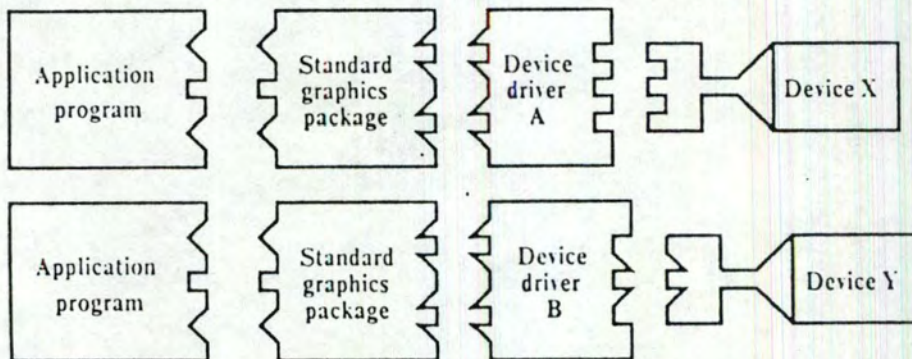 Application
program
Standard
graphics
package
Device
driver
A
Device X
Application
program
Standard
graphics
package
Device
driver
B
Device Y